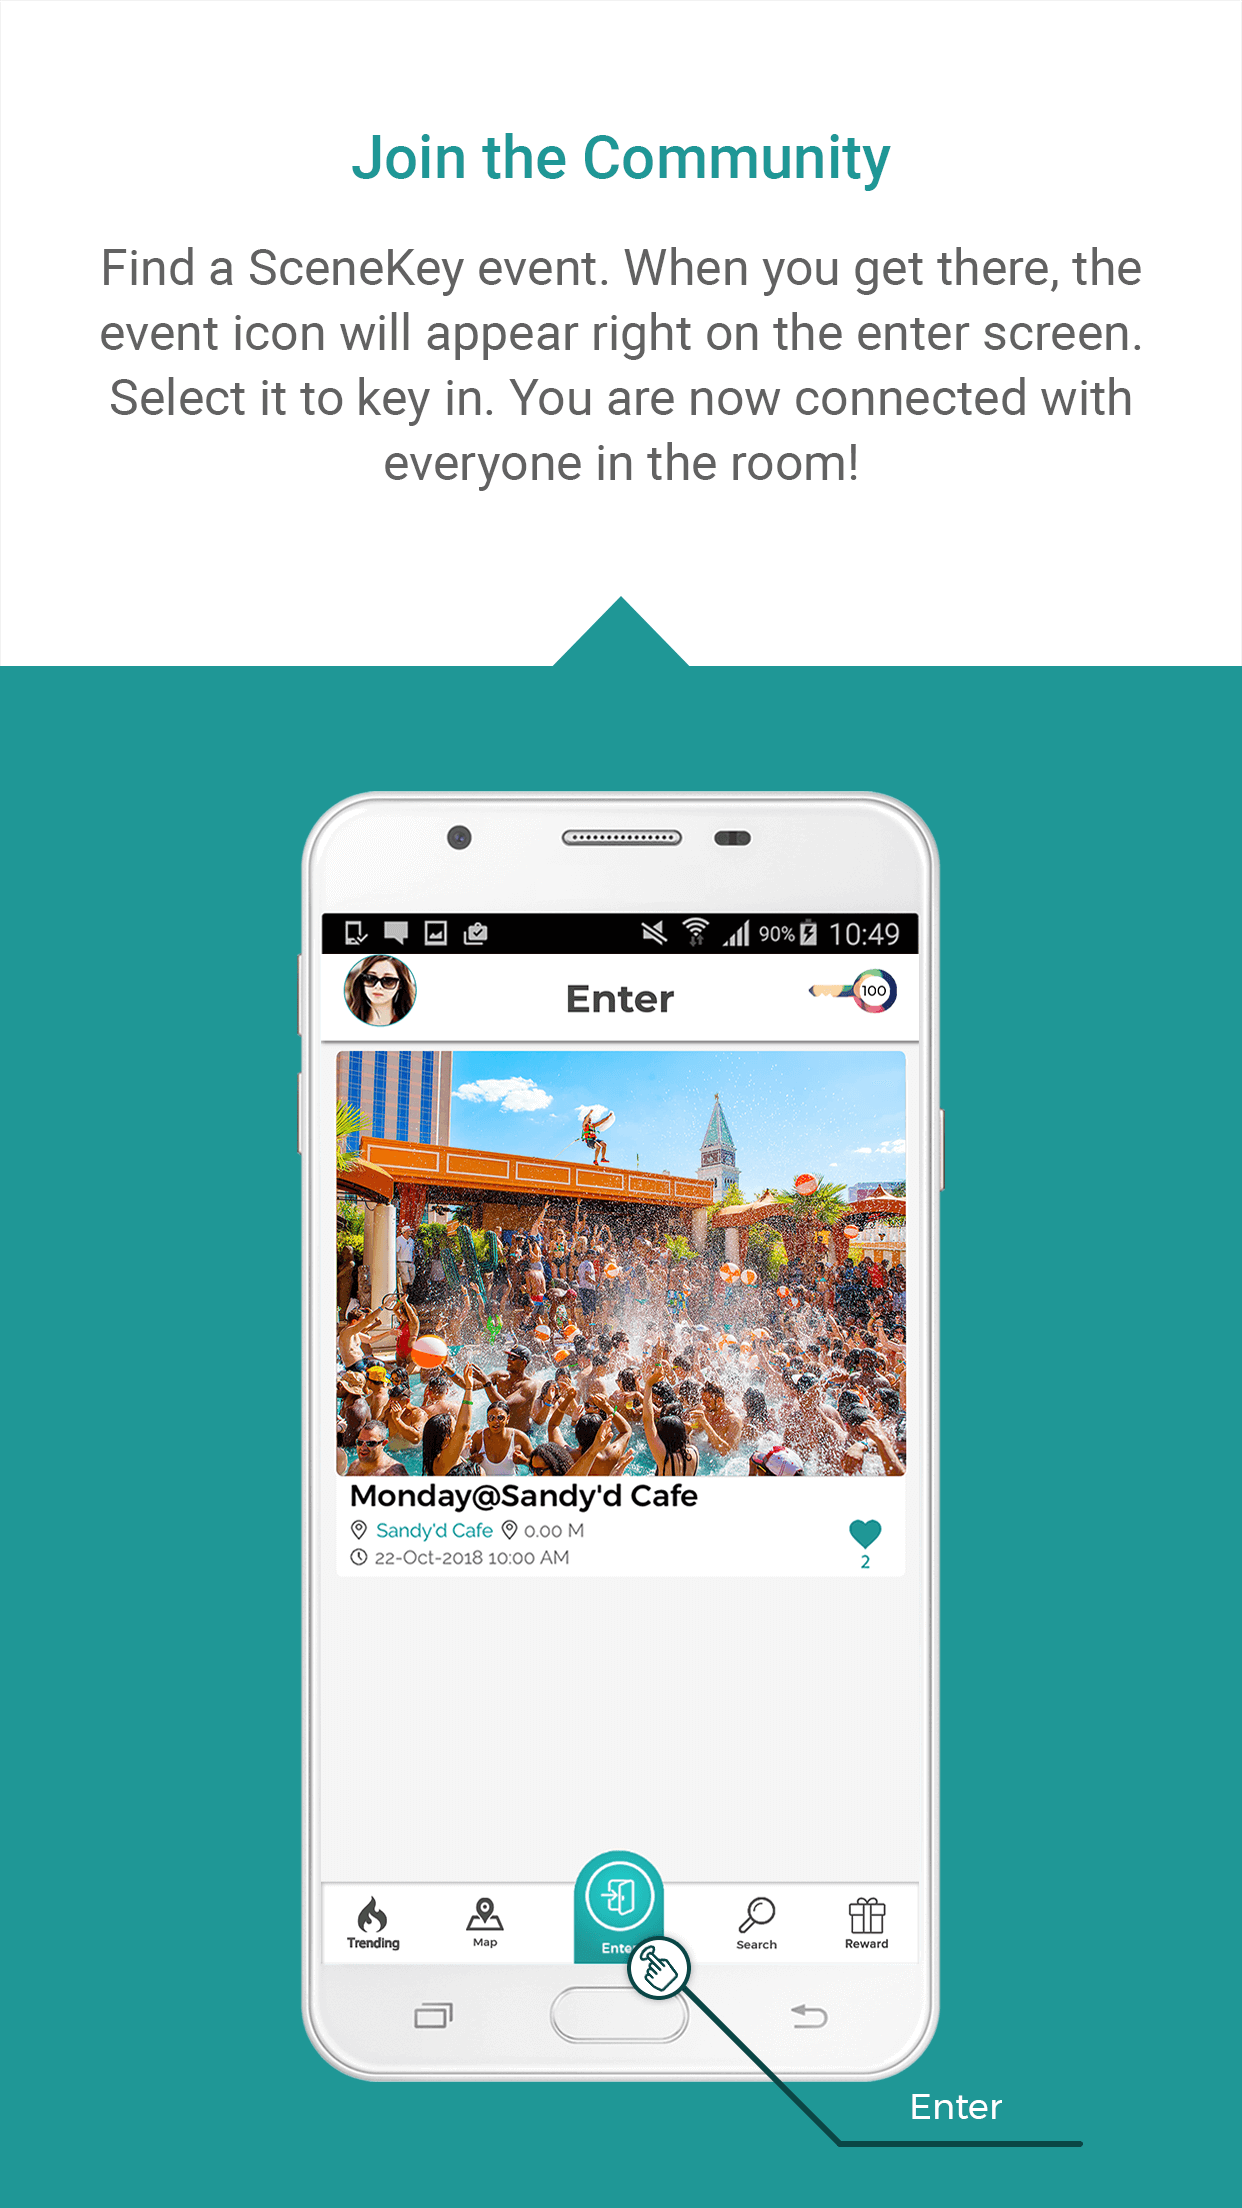 Join the Community
Find a SceneKey event. When you get there, the
event icon will appear right on the enter screen.
Select it to key in. You are now connected with
everyone in the room!
90% 10:49
Enter
100
Monday@Sandy'd Cafe
Sandy'd Cafe 0.00 M
22-Oct-2018 10:00 AM
2
Trending
Map
Enter
Search
Reward
Enter